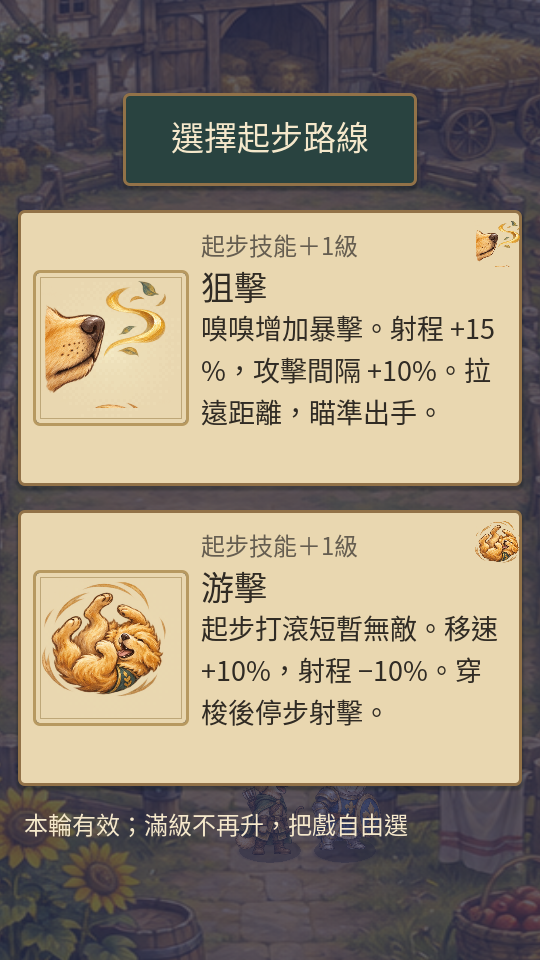 選擇起步路線
起步技能＋1級
狙擊
嗅嗅增加暴擊。射程 +15
%，攻擊間隔 +10%。拉
遠距離，瞄準出手。
起步技能＋1級
游擊
起步打滾短暫無敵。移速
+10%，射程 −10%。穿
梭後停步射擊。
本輪有效；滿級不再升，把戲自由選